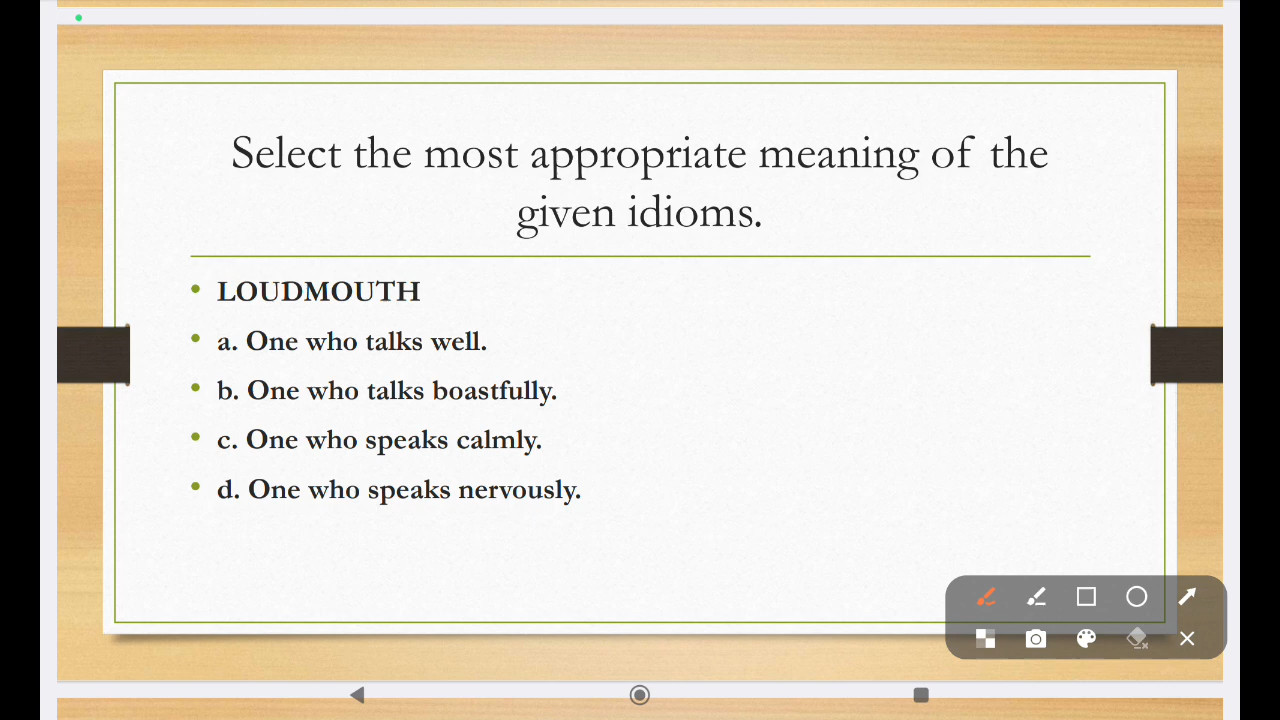 Select the most appropriate meaning of the
given idioms.
• LOUDMOUTH
• a. One who talks well.
• b. One who talks boastfully.
• c. One who speaks calmly.
• d. One who speaks nervously.